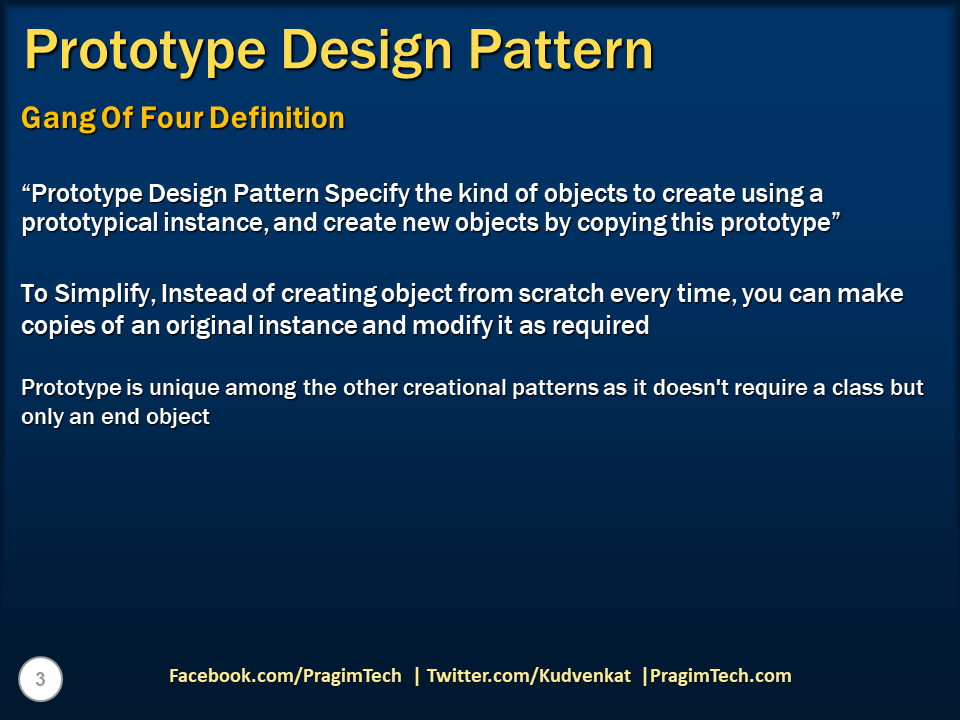 Prototype Design Pattern
Gang Of Four Definition
“Prototype Design Pattern Specify the kind of objects to create using a
prototypical instance, and create new objects by copying this prototype”
To Simplify, Instead of creating object from scratch every time, you can make
copies of an original instance and modify it as required
Prototype is unique among the other creational patterns as it doesn't require a class but
only an end object
3
Facebook.com/PragimTech | Twitter.com/Kudvenkat |PragimTech.com